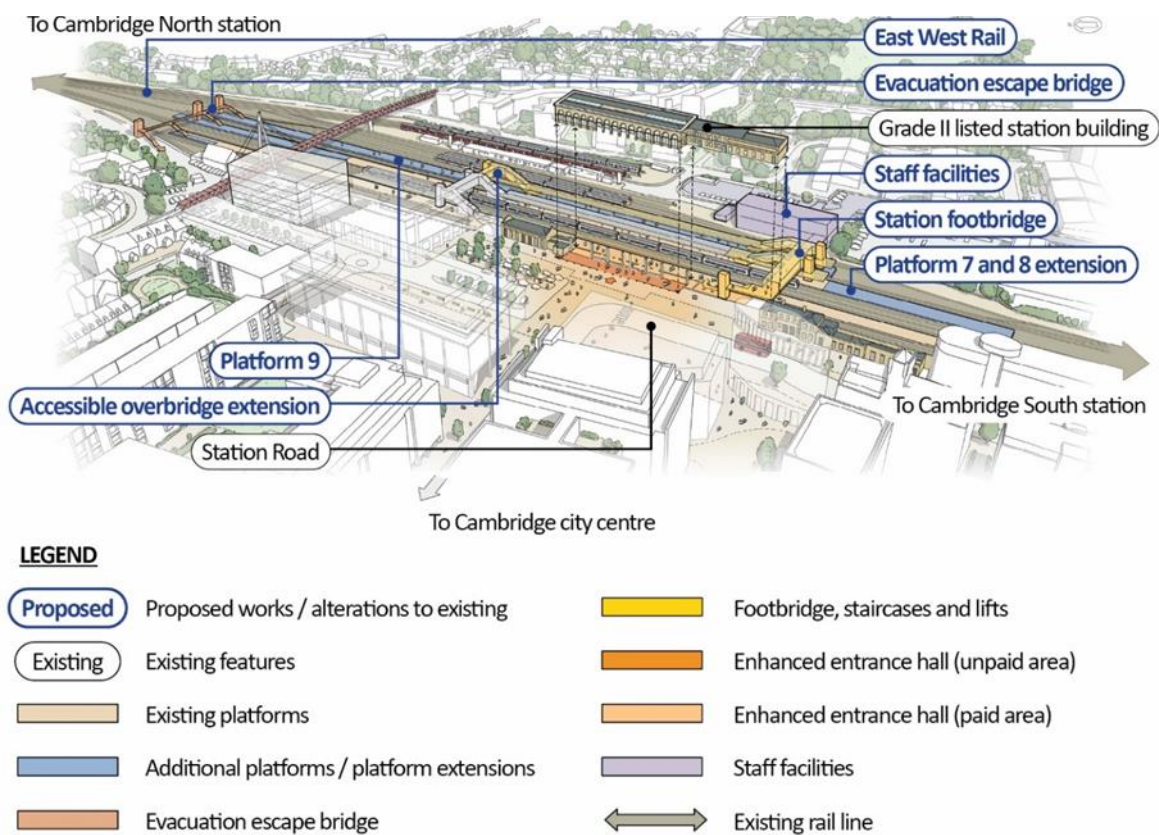 To Cambridge North station
East West Rail
Evacuation escape bridge
Grade II listed station building
Staff facilities
Station footbridge
Platform 7 and 8 extension
Platform 9
Accessible overbridge extension
To Cambridge South station
Station Road
To Cambridge city centre
LEGEND
Proposed Proposed works / alterations to existing
Existing Existing features
Existing platforms
Additional platforms / platform extensions
Evacuation escape bridge
Footbridge, staircases and lifts
Enhanced entrance hall (unpaid area)
Enhanced entrance hall (paid area)
Staff facilities
Existing rail line